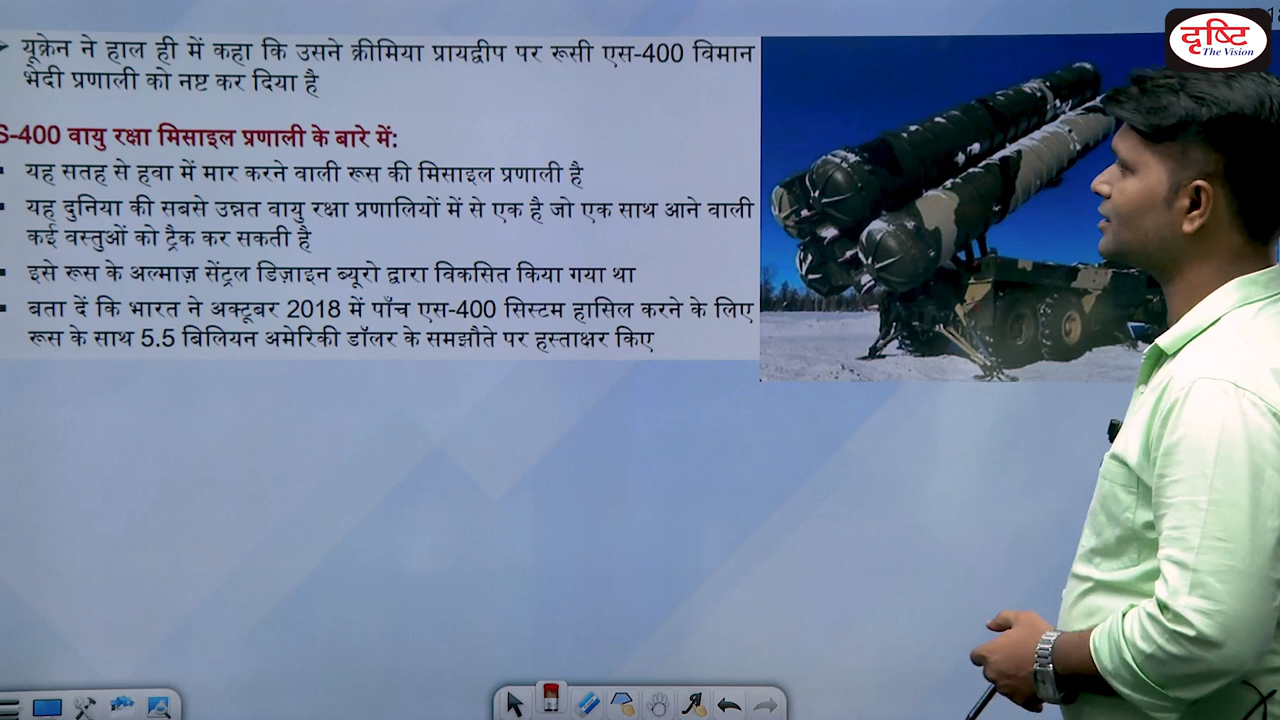 दृष्टि
The Vision
यूक्रेन ने हाल ही में कहा कि उसने क्रीमिया प्रायद्वीप पर रूसी एस-400 विमान
भेदी प्रणाली को नष्ट कर दिया है
S-400 वायु रक्षा मिसाइल प्रणाली के बारे में:
यह सतह से हवा में मार करने वाली रूस की मिसाइल प्रणाली है
यह दुनिया की सबसे उन्नत वायु रक्षा प्रणालियों में से एक है जो एक साथ आने वाली
कई वस्तुओं को ट्रैक कर सकती है
इसे रूस के अल्माज़ सेंट्रल डिज़ाइन ब्यूरो द्वारा विकसित किया गया था
बता दें कि भारत ने अक्टूबर 2018 में पाँच एस-400 सिस्टम हासिल करने के लिए
रूस के साथ 5.5 बिलियन अमेरिकी डॉलर के समझौते पर हस्ताक्षर किए